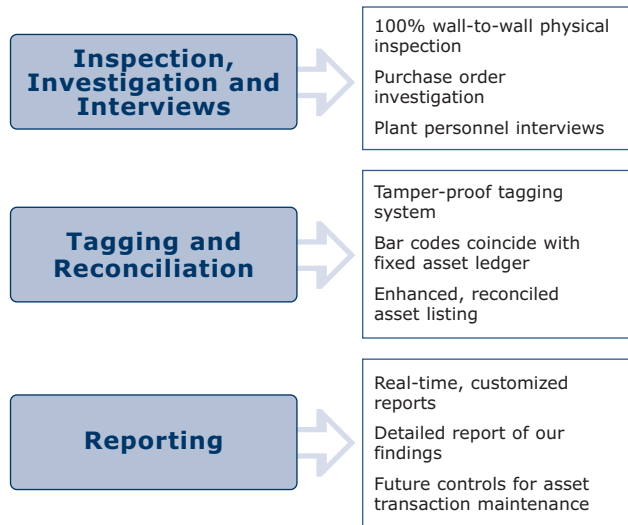 Inspection,
Investigation and
Interviews
100% wall-to-wall physical
inspection
Purchase order
investigation
Plant personnel interviews
Tagging and
Reconciliation
Tamper-proof tagging
system
Bar codes coincide with
fixed asset ledger
Enhanced, reconciled
asset listing
Reporting
Real-time, customized
reports
Detailed report of our
findings
Future controls for asset
transaction maintenance